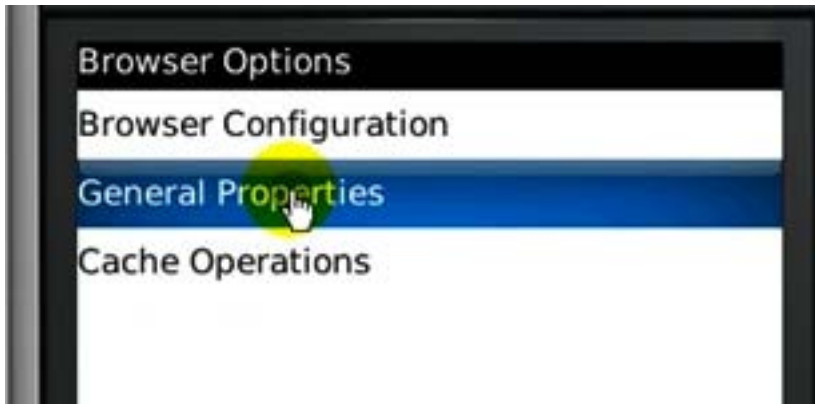 Browser Options
Browser Configuration
General Properties
Cache Operations